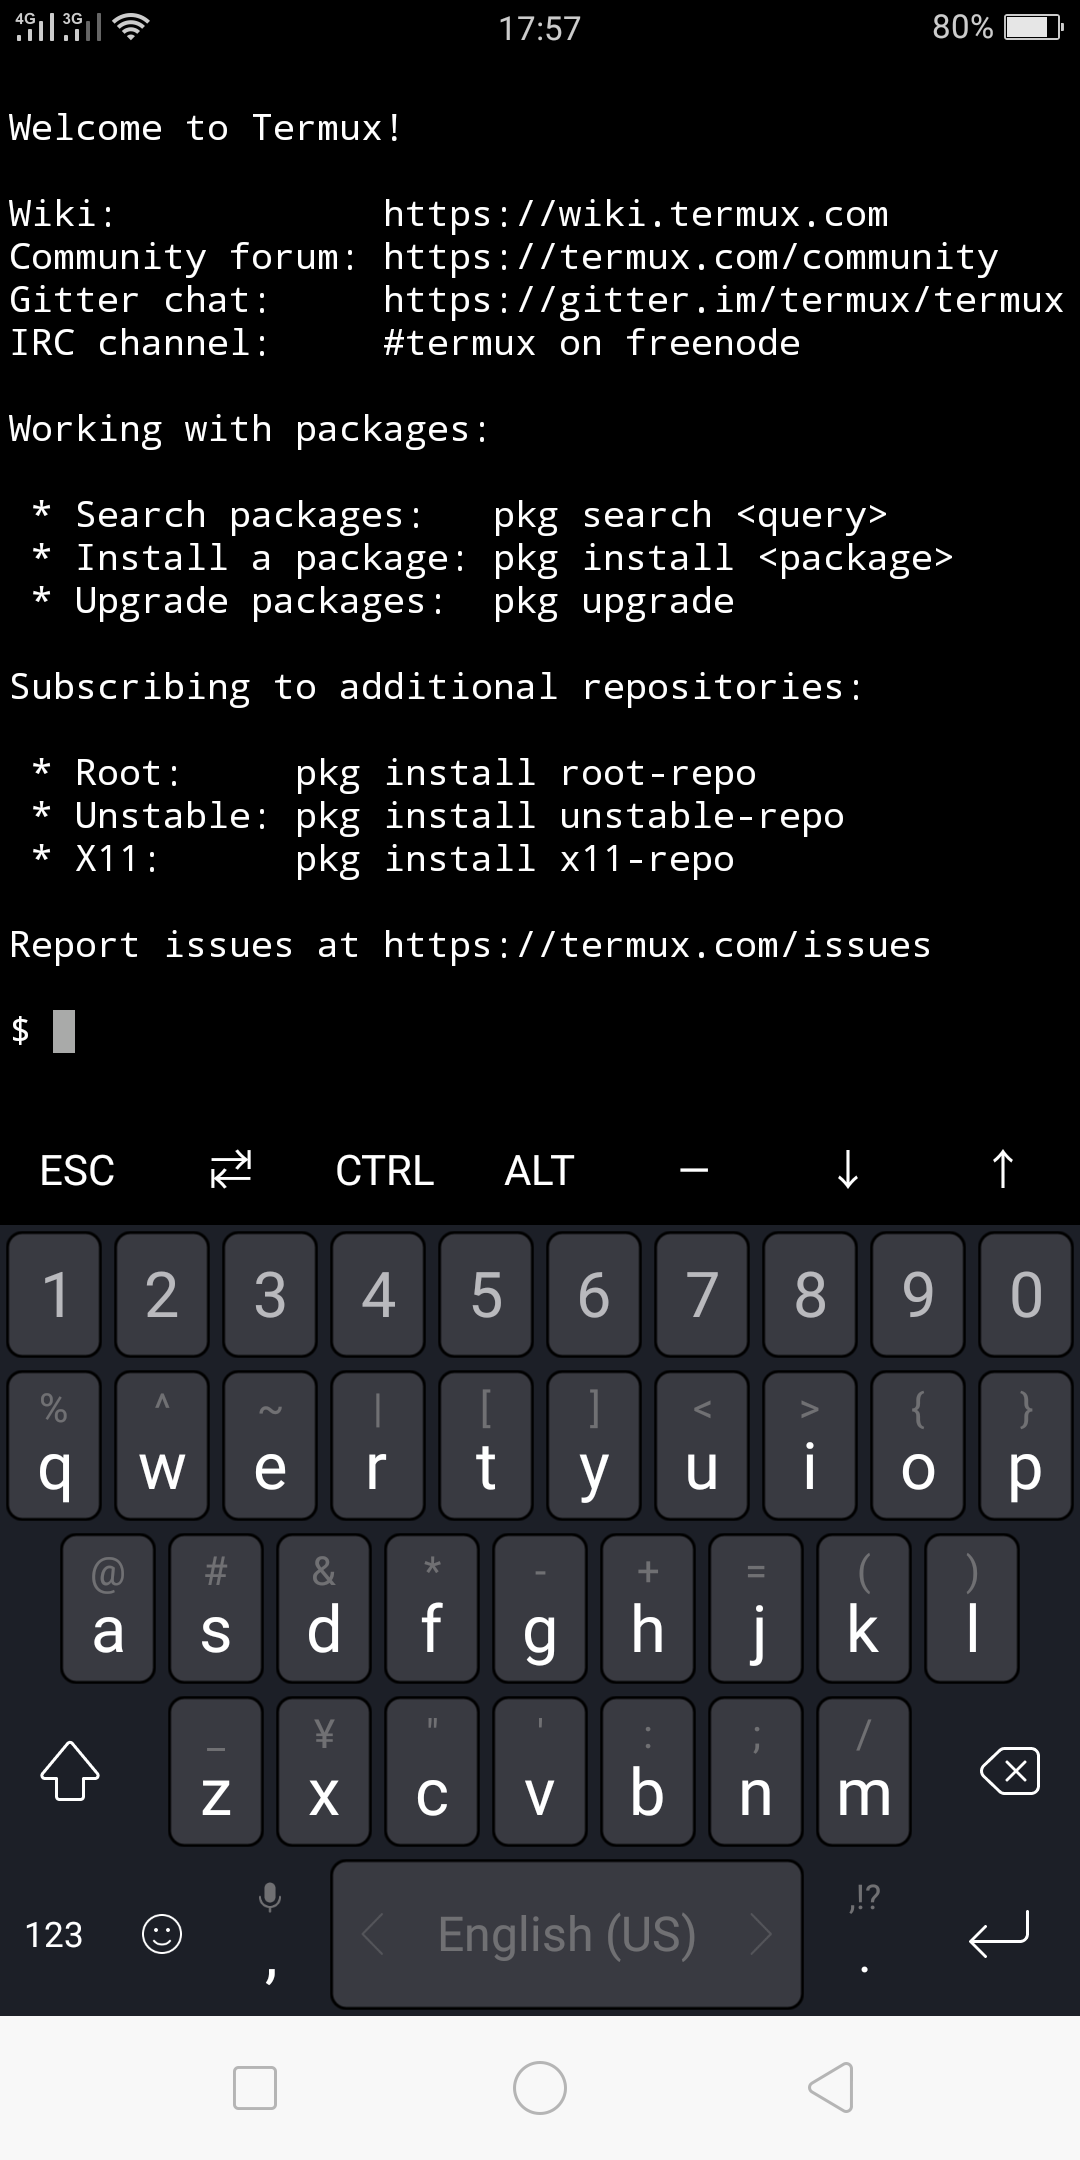 4G 3G 17:57 80%
Welcome to Termux!
Wiki: https://wiki.termux.com
Community forum: https://termux.com/community
Gitter chat: https://gitter.im/termux/termux
IRC channel: #termux on freenode
Working with packages:
* Search packages: pkg search <query>
* Install a package: pkg install <package>
* Upgrade packages: pkg upgrade
Subscribing to additional repositories:
* Root: pkg install root-repo
* Unstable: pkg install unstable-repo
* X11: pkg install x11-repo
Report issues at https://termux.com/issues
$
ESC CTRL ALT — ↓ ↑
1 2 3 4 5 6 7 8 9 0
% ^ ~ | [ ] < > { }
q w e r t y u i o p
@ # & * - + = ( )
a s d f g h j k l
_ ¥ " ' : ; /
z x c v b n m
,!?
123 , English (US) .